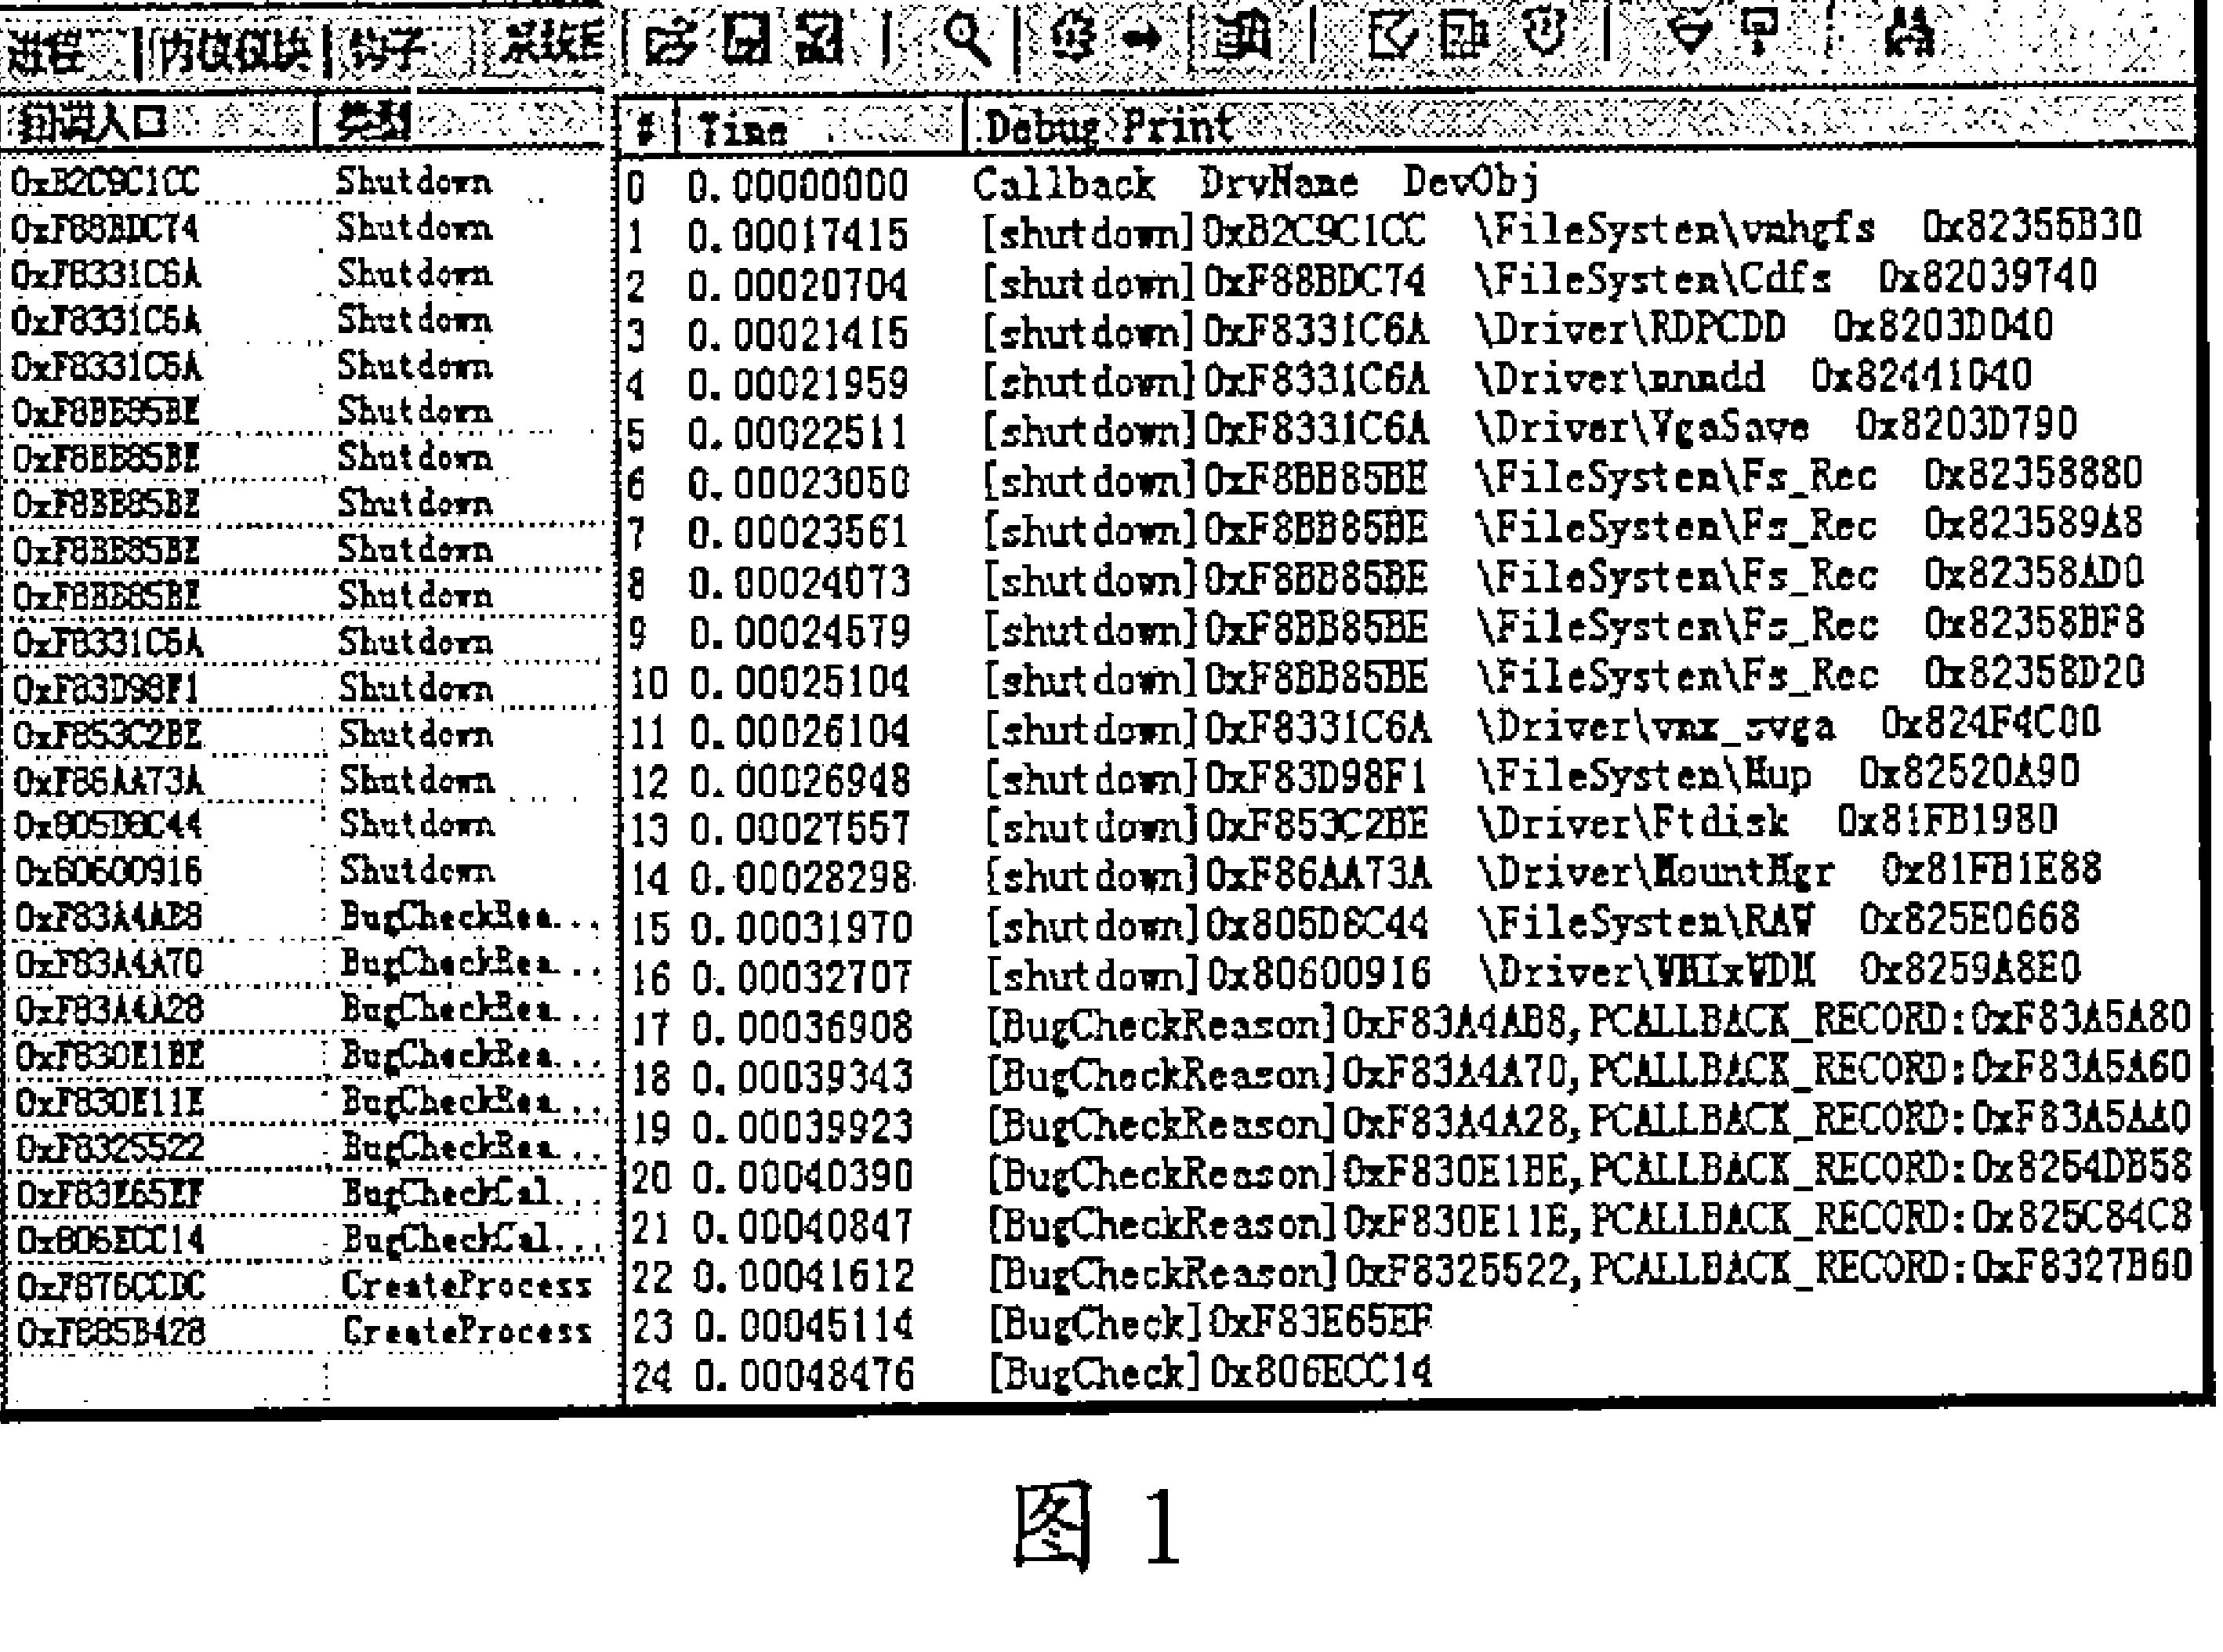 进程 内核模块 钩子
回调入口 类型
# Time Debug Print
0xB2C9C1CC Shutdown
0xF88BDC74 Shutdown
0xF8331C6A Shutdown
0xF8331C6A Shutdown
0xF8331C6A Shutdown
0xF8BB85BE Shutdown
0xF8BB85BE Shutdown
0xF8BB85BE Shutdown
0xF8BB85BE Shutdown
0xF8BB85BE Shutdown
0xF8331C6A Shutdown
0xF83D98F1 Shutdown
0xF853C2BE Shutdown
0xF86AA73A Shutdown
0x805D8C44 Shutdown
0x80600916 Shutdown
0xF83A4AB8 BugCheckRea...
0xF83A4A70 BugCheckRea...
0xF83A4A28 BugCheckRea...
0xF830E1BE BugCheckRea...
0xF830E11E BugCheckRea...
0xF8325522 BugCheckRea...
0xF83E65EF BugCheckCal...
0x806ECC14 BugCheckCal...
0xF876CCDC CreateProcess
0xF885B428 CreateProcess
0 0.00000000 Callback DrvName DevObj
1 0.00017415 [shutdown]0xB2C9C1CC \FileSystem\vmhgfs 0x82355B30
2 0.00020704 [shutdown]0xF88BDC74 \FileSystem\Cdfs 0x82039740
3 0.00021415 [shutdown]0xF8331C6A \Driver\RDPCDD 0x8203D040
4 0.00021959 [shutdown]0xF8331C6A \Driver\mnmdd 0x82441040
5 0.00022511 [shutdown]0xF8331C6A \Driver\VgaSave 0x8203D790
6 0.00023050 [shutdown]0xF8BB85BE \FileSystem\Fs_Rec 0x82358880
7 0.00023561 [shutdown]0xF8BB85BE \FileSystem\Fs_Rec 0x823589A8
8 0.00024073 [shutdown]0xF8BB85BE \FileSystem\Fs_Rec 0x82358AD0
9 0.00024579 [shutdown]0xF8BB85BE \FileSystem\Fs_Rec 0x82358BF8
10 0.00025104 [shutdown]0xF8BB85BE \FileSystem\Fs_Rec 0x82358D20
11 0.00026104 [shutdown]0xF8331C6A \Driver\vmx_svga 0x824F4C00
12 0.00026948 [shutdown]0xF83D98F1 \FileSystem\Mup 0x82520A90
13 0.00027557 [shutdown]0xF853C2BE \Driver\Ftdisk 0x81FB1980
14 0.00028298 [shutdown]0xF86AA73A \Driver\MountMgr 0x81FB1E88
15 0.00031970 [shutdown]0x805D8C44 \FileSystem\RAW 0x825E0668
16 0.00032707 [shutdown]0x80600916 \Driver\WMIxWDM 0x8259A8E0
17 0.00036908 [BugCheckReason]0xF83A4AB8,PCALLBACK_RECORD:0xF83A5A80
18 0.00039343 [BugCheckReason]0xF83A4A70,PCALLBACK_RECORD:0xF83A5A60
19 0.00039923 [BugCheckReason]0xF83A4A28,PCALLBACK_RECORD:0xF83A5AA0
20 0.00040390 [BugCheckReason]0xF830E1BE,PCALLBACK_RECORD:0x8254DB58
21 0.00040847 [BugCheckReason]0xF830E11E,PCALLBACK_RECORD:0x825C84C8
22 0.00041612 [BugCheckReason]0xF8325522,PCALLBACK_RECORD:0xF8327B60
23 0.00045114 [BugCheck]0xF83E65EF
24 0.00048476 [BugCheck]0x806ECC14
图 1